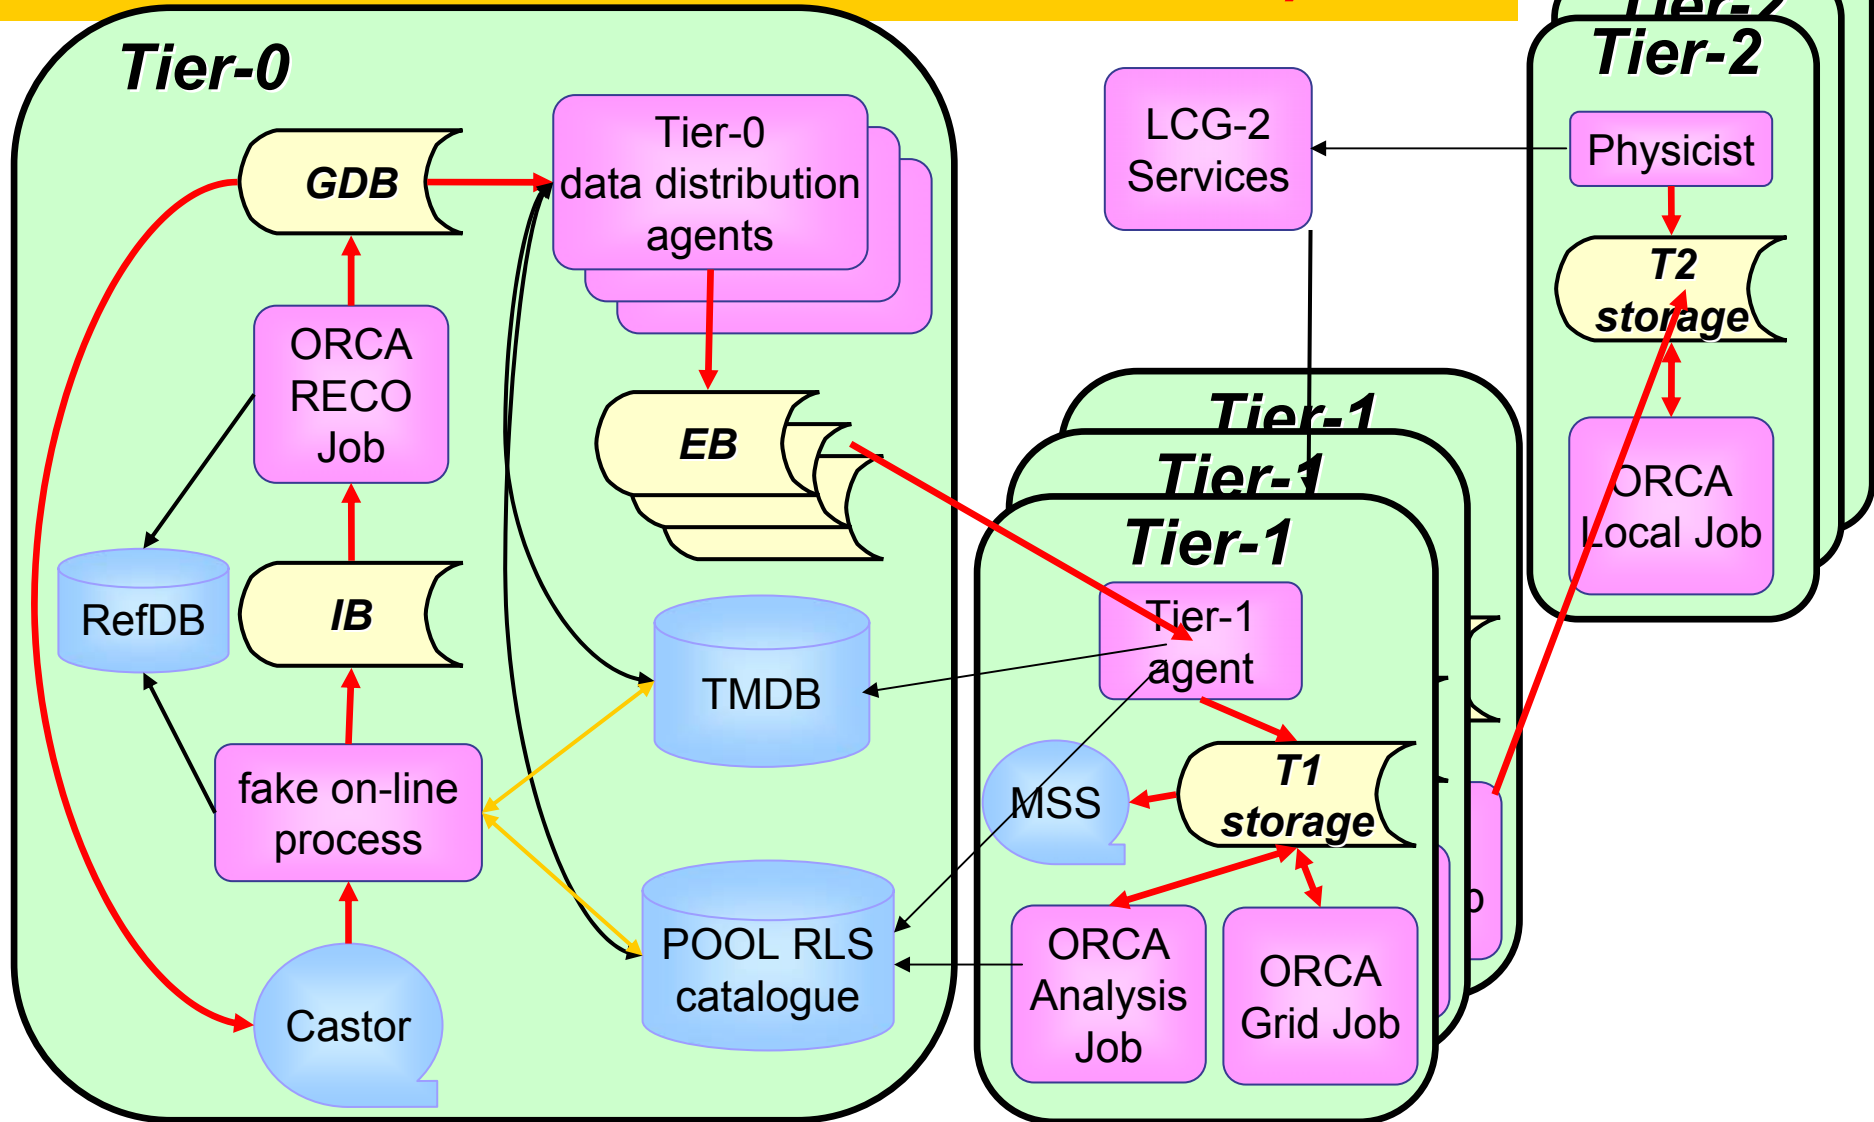 Tier-0
GDB
Tier-0
data distribution
agents
ORCA
RECO
Job
EB
RefDB
IB
TMDB
fake on-line
process
POOL RLS
catalogue
Castor
LCG-2
Services
Tier-1
Tier-1
Tier-1
Tier-1
agent
MSS
T1
storage
ORCA
Analysis
Job
ORCA
Grid Job
Tier-2
Tier-2
Physicist
T2
storage
ORCA
Local Job